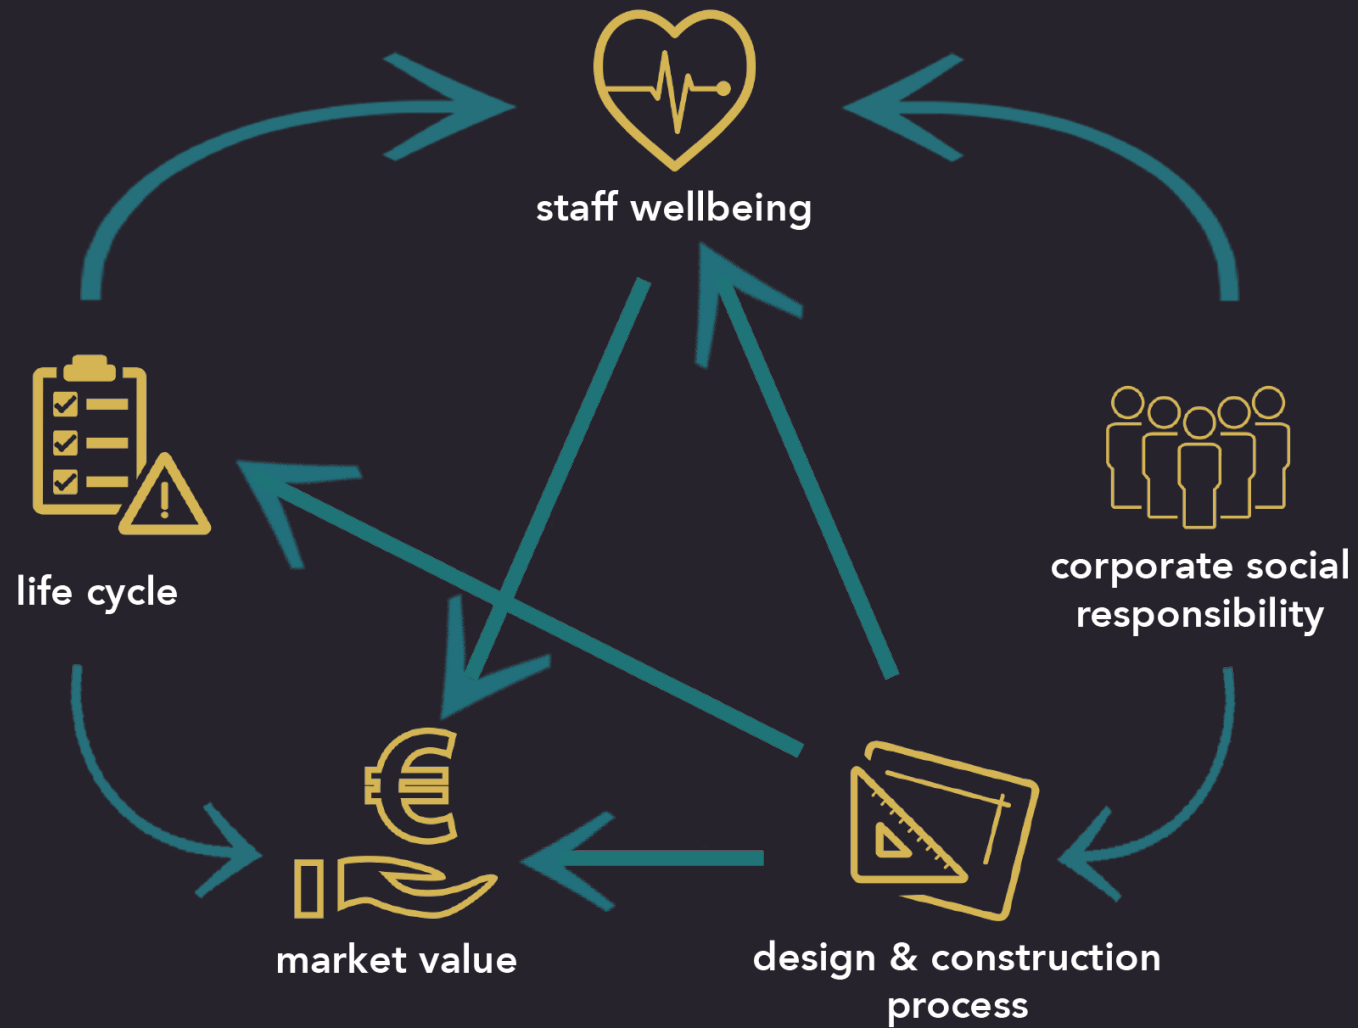 staff wellbeing
life cycle
corporate social
responsibility
€
market value
design & construction
process